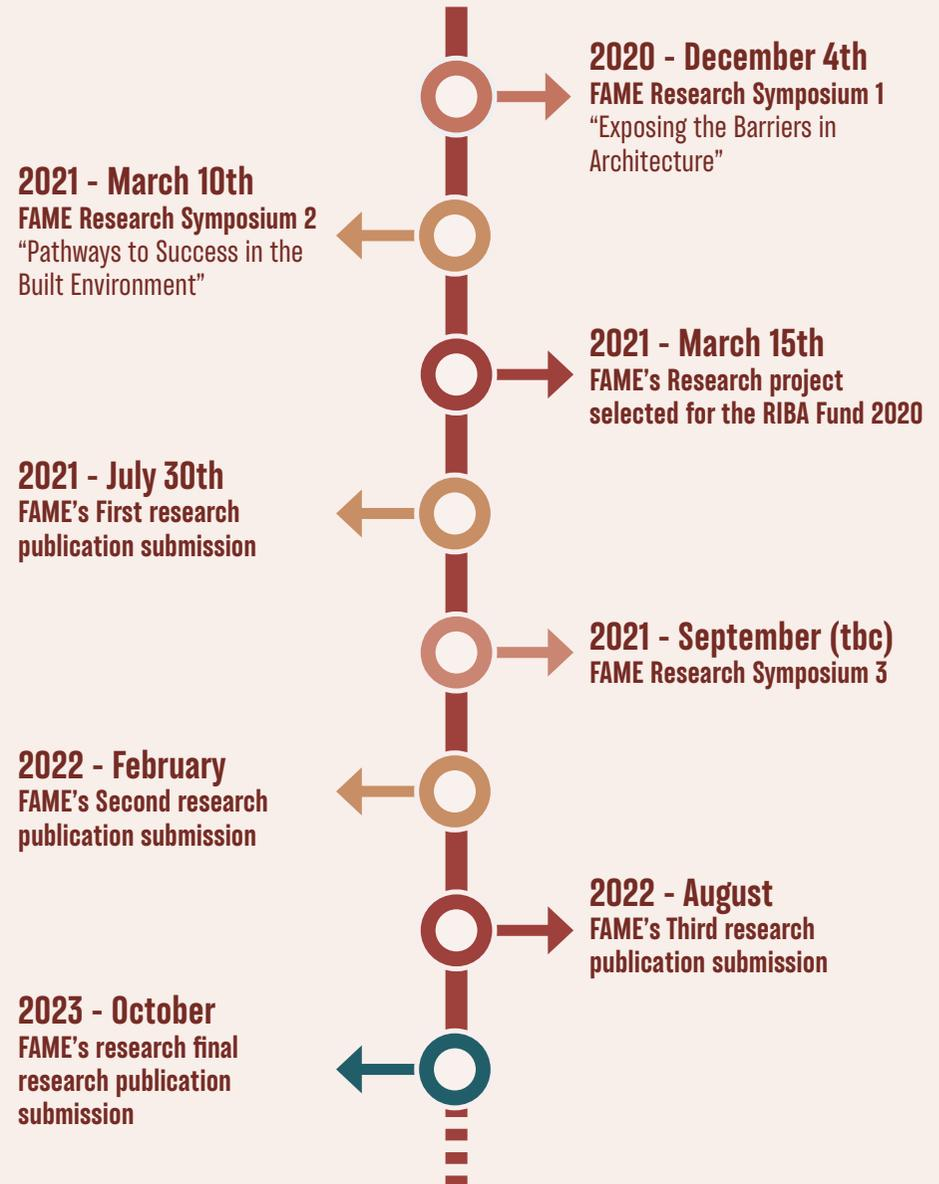 2020 - December 4th
FAME Research Symposium 1
“Exposing the Barriers in
Architecture”
2021 - March 10th
FAME Research Symposium 2
“Pathways to Success in the
Built Environment”
2021 - March 15th
FAME’s Research project
selected for the RIBA Fund 2020
2021 - July 30th
FAME’s First research
publication submission
2021 - September (tbc)
FAME Research Symposium 3
2022 - February
FAME’s Second research
publication submission
2022 - August
FAME’s Third research
publication submission
2023 - October
FAME’s research final
research publication
submission